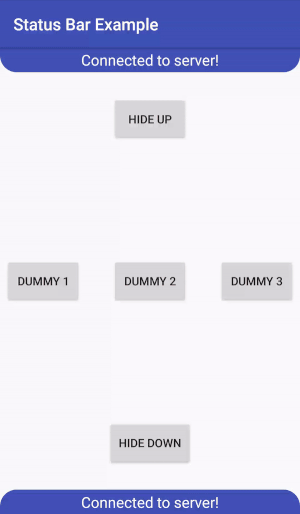 Status Bar Example
Connected to server!
HIDE UP
DUMMY 1
DUMMY 2
DUMMY 3
HIDE DOWN
Connected to server!